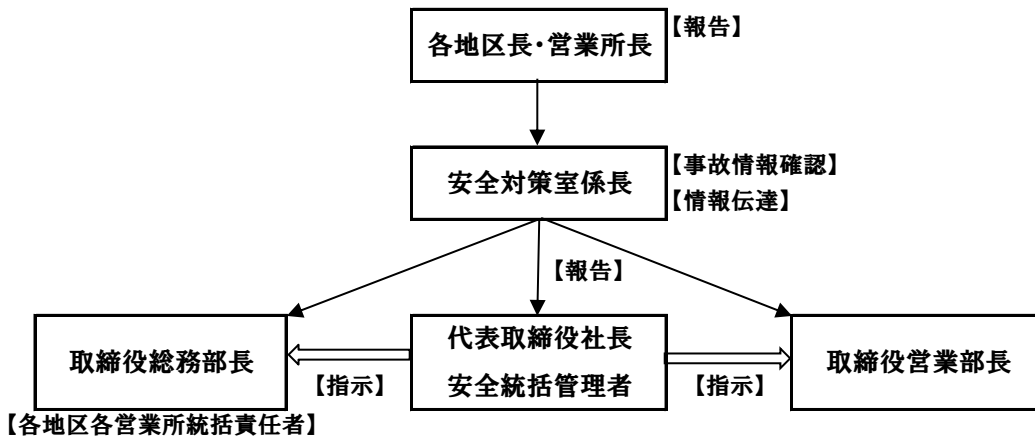 各地区長・営業所長
【報告】
安全対策室係長
【事故情報確認】
【情報伝達】
【報告】
取締役総務部長
代表取締役社長
安全統括管理者
取締役営業部長
【指示】
【指示】
【各地区各営業所統括責任者】